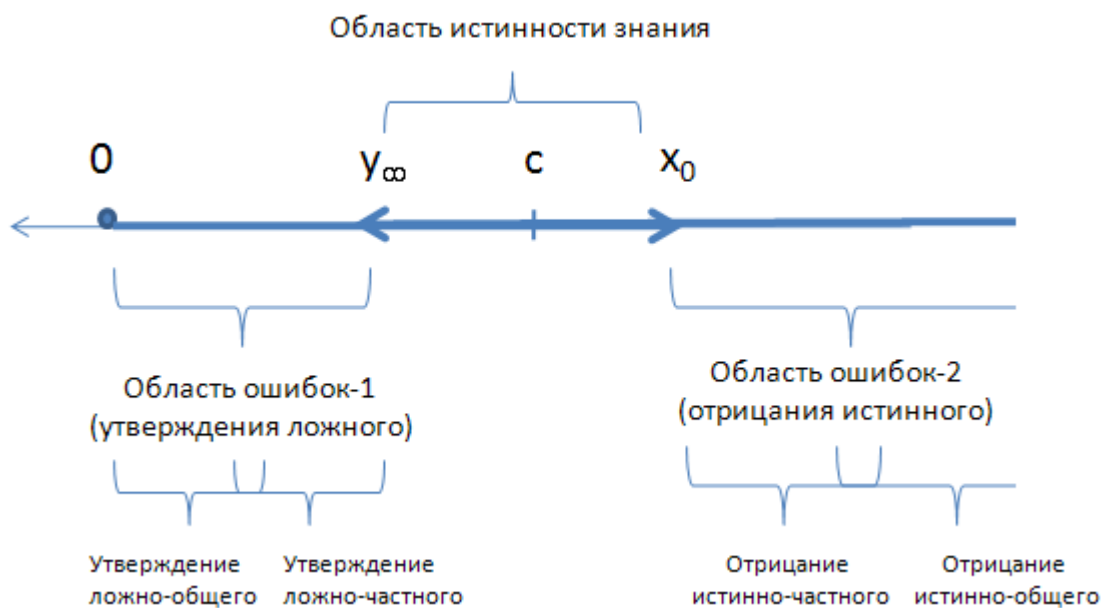 Область истинности знания
0 y∞ c x0
Область ошибок-1
(утверждения ложного)
Область ошибок-2
(отрицания истинного)
Утверждение
ложно-общего
Утверждение
ложно-частного
Отрицание
истинно-частного
Отрицание
истинно-общего